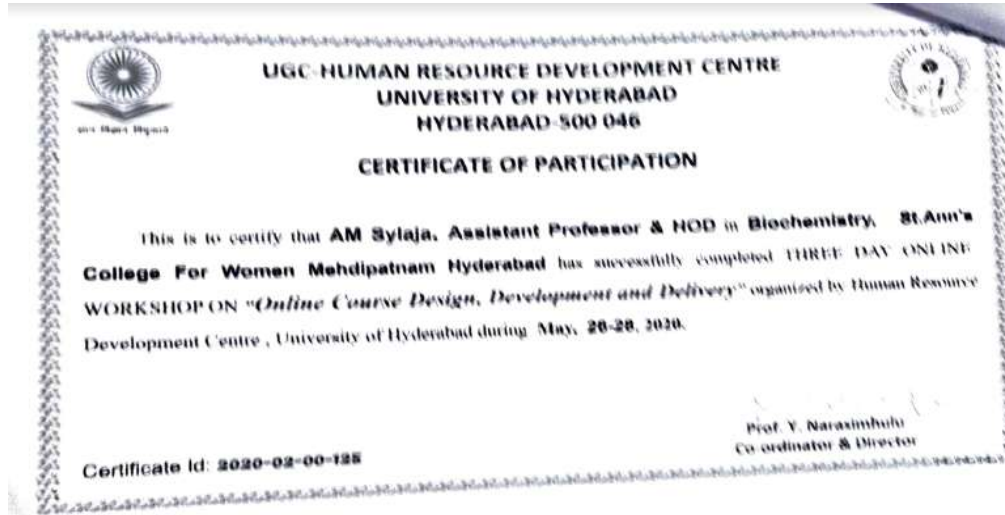 UGC-HUMAN RESOURCE DEVELOPMENT CENTRE
UNIVERSITY OF HYDERABAD
HYDERABAD-500 046
CERTIFICATE OF PARTICIPATION
This is to certify that AM Sylaja, Assistant Professor & HOD in Biochemistry, St.Ann's
College For Women Mehdipatnam Hyderabad has successfully completed THREE DAY ONLINE
WORKSHOP ON "Online Course Design, Development and Delivery" organized by Human Resource
Development Centre , University of Hyderabad during May, 26-28, 2020.
Prof. Y. Narasimhulu
Co-ordinator & Director
Certificate Id: 2020-02-00-125